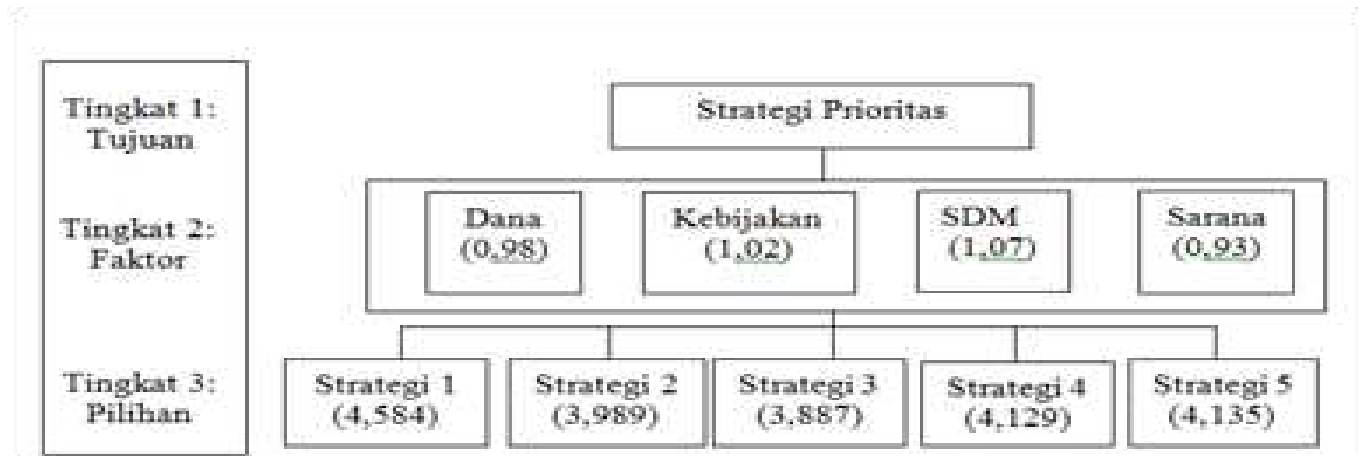 Tingkat 1:
Tujuan
Strategi Prioritas
Tingkat 2:
Faktor
Dana
(0,98)
Kebijakan
(1,02)
SDM
(1,07)
Sarana
(0,93)
Tingkat 3:
Pilihan
Strategi 1
(4,584)
Strategi 2
(3,989)
Strategi 3
(3,887)
Strategi 4
(4,129)
Strategi 5
(4,135)